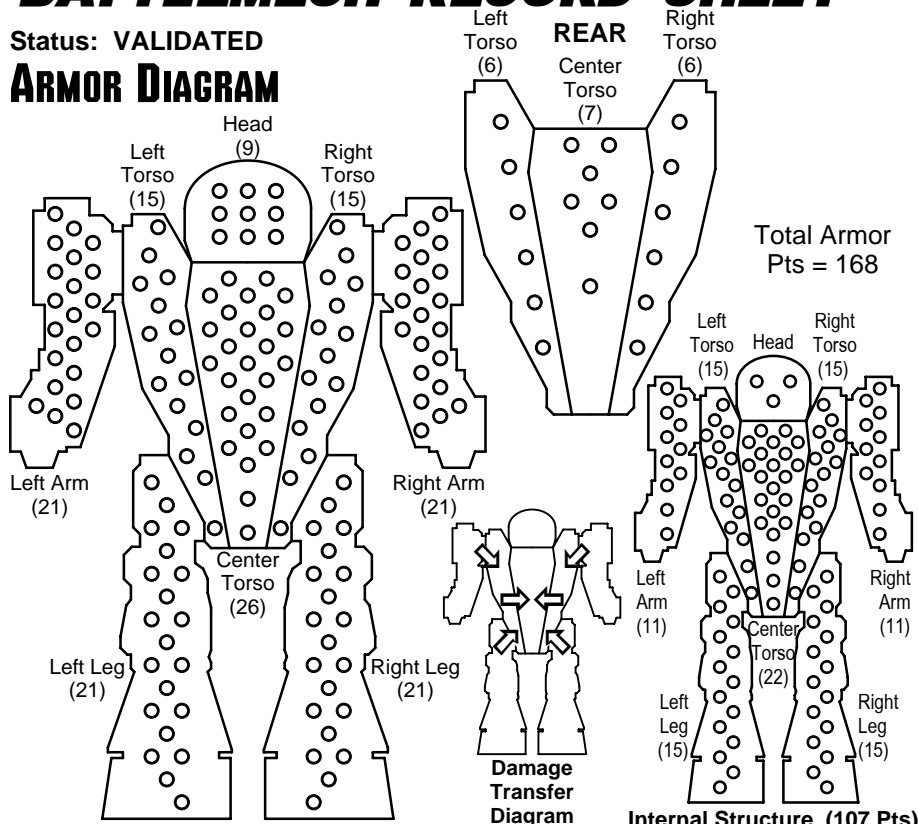 BATTLEMECH RECORD SHEET
Status: VALIDATED
ARMOR DIAGRAM
Left
Torso
(15)
Head
(9)
Right
Torso
(15)
Left Arm
(21)
Right Arm
(21)
Center
Torso
(26)
Left Leg
(21)
Right Leg
(21)
Left
Torso
(6)
REAR
Center
Torso
(7)
Right
Torso
(6)
Total Armor
Pts = 168
Left
Torso
(15)
Head
Right
Torso
(15)
Left
Arm
(11)
Right
Arm
(11)
Center
Torso
(22)
Left
Leg
(15)
Right
Leg
(15)
Damage
Transfer
Diagram
Internal Structure (107 Pts)